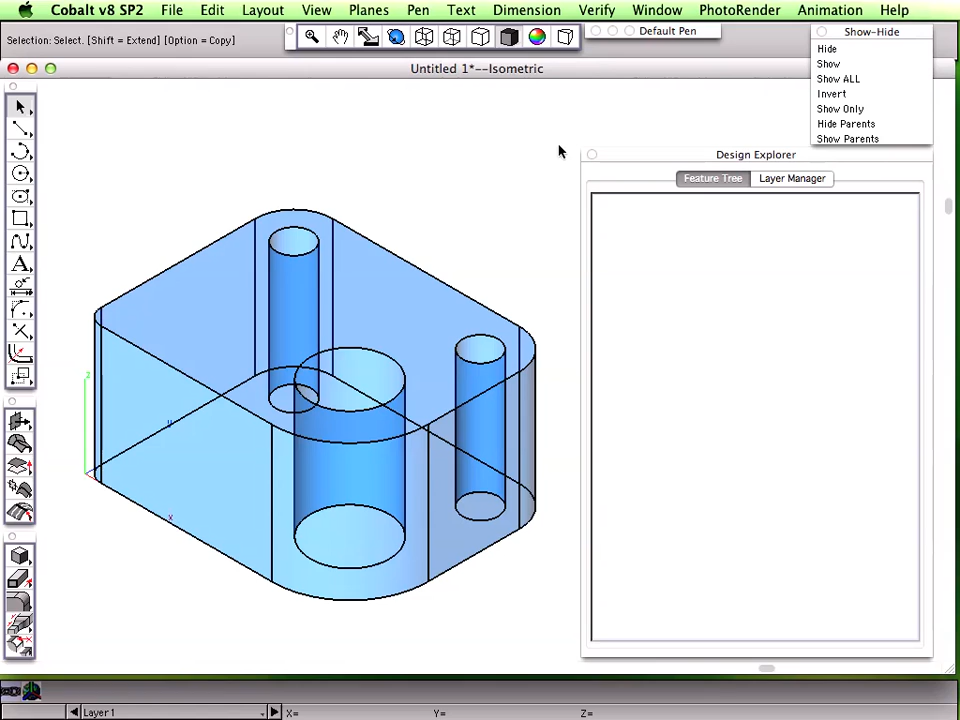 Cobalt v8 SP2 File Edit Layout View Planes Pen Text Dimension Verify Window PhotoRender Animation Help
Selection: Select. [Shift = Extend] [Option = Copy]
Default Pen
Show-Hide
Hide
Show
Show ALL
Invert
Show Only
Hide Parents
Show Parents
Untitled 1*--Isometric
Design Explorer
Feature Tree Layer Manager
A
z
y
x
Layer1 X= Y= Z=